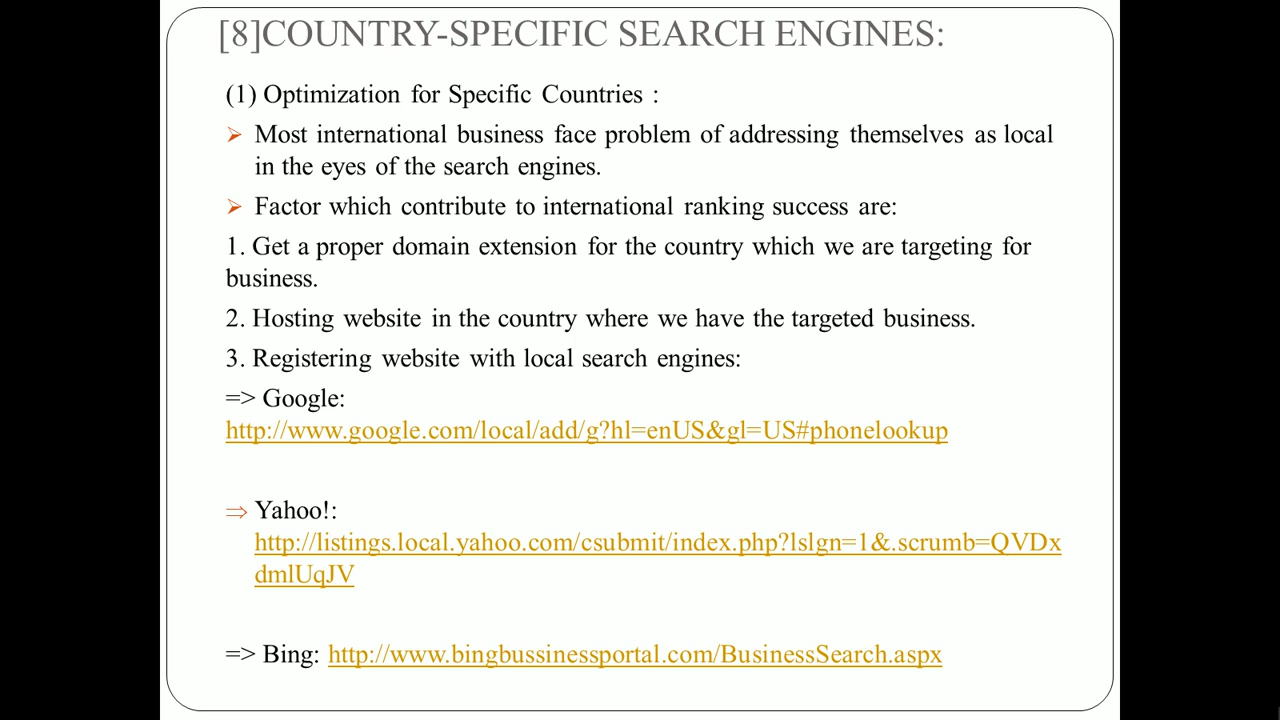 [8]COUNTRY-SPECIFIC SEARCH ENGINES:
(1) Optimization for Specific Countries :
➢ Most international business face problem of addressing themselves as local
in the eyes of the search engines.
➢ Factor which contribute to international ranking success are:
1. Get a proper domain extension for the country which we are targeting for
business.
2. Hosting website in the country where we have the targeted business.
3. Registering website with local search engines:
=> Google:
http://www.google.com/local/add/g?hl=enUS&gl=US#phonelookup
⇒ Yahoo!:
http://listings.local.yahoo.com/csubmit/index.php?lslgn=1&.scrumb=QVDx
dmlUqJV
=> Bing: http://www.bingbussinessportal.com/BusinessSearch.aspx